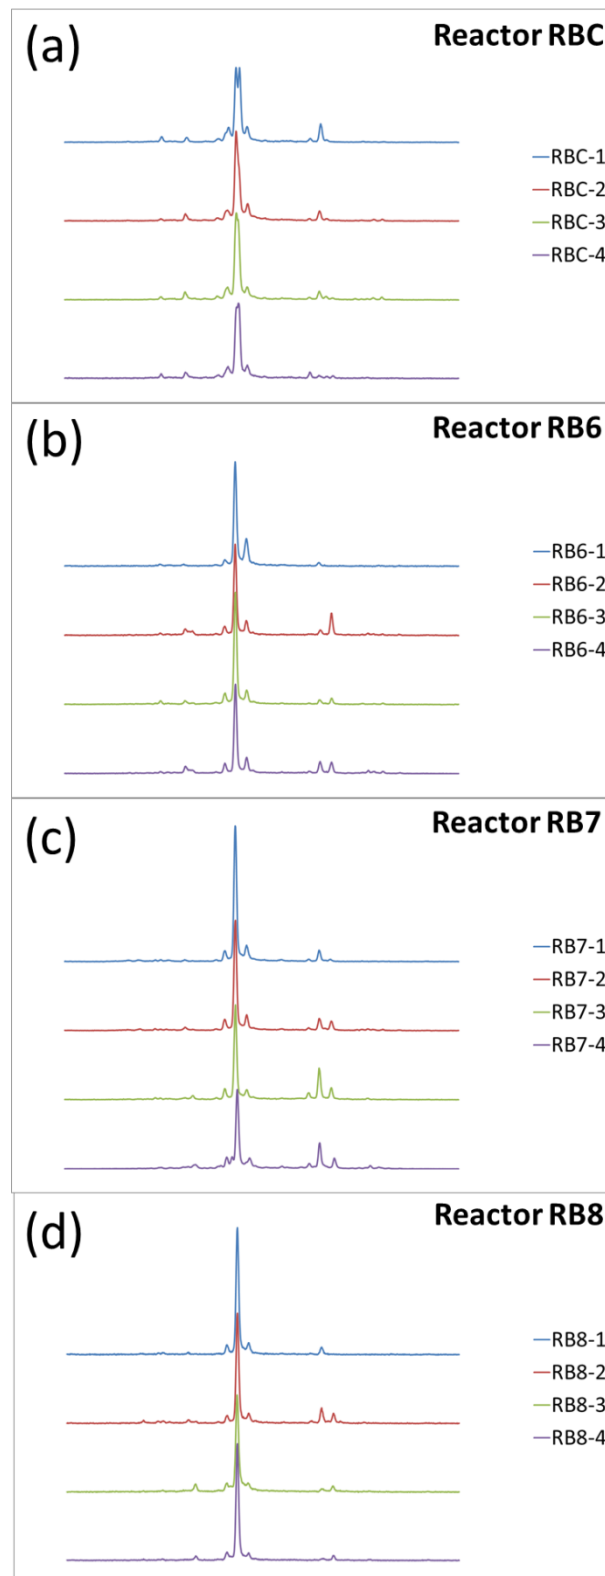 (a)
Reactor RBC
RBC-1
RBC-2
RBC-3
RBC-4
(b)
Reactor RB6
RB6-1
RB6-2
RB6-3
RB6-4
(c)
Reactor RB7
RB7-1
RB7-2
RB7-3
RB7-4
(d)
Reactor RB8
RB8-1
RB8-2
RB8-3
RB8-4